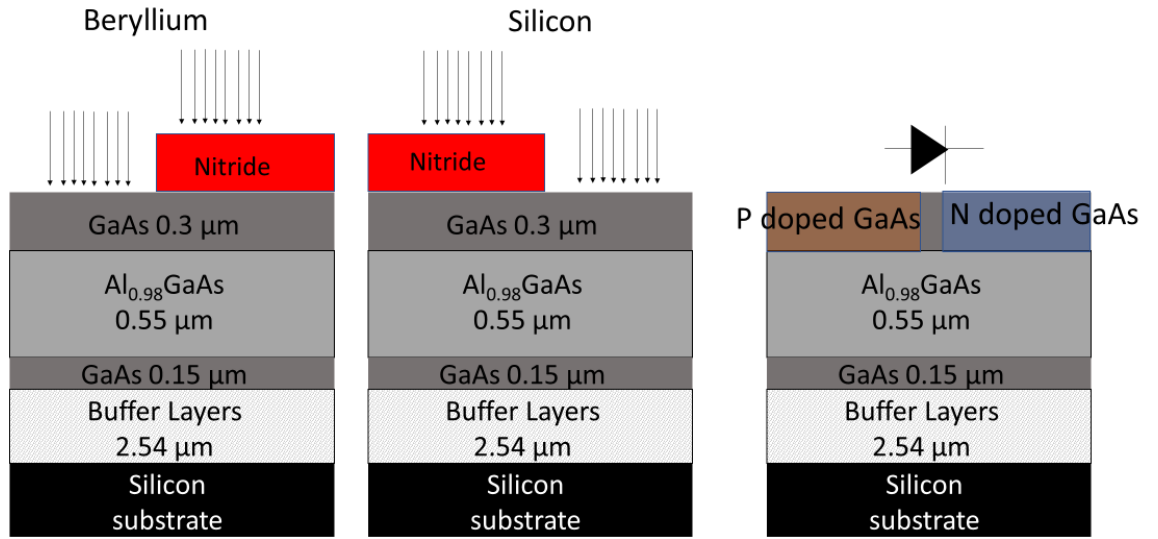 Beryllium
Nitride
GaAs 0.3 μm
Al₀.₉₈GaAs
0.55 μm
GaAs 0.15 μm
Buffer Layers
2.54 μm
Silicon
substrate
Silicon
Nitride
GaAs 0.3 μm
Al₀.₉₈GaAs
0.55 μm
GaAs 0.15 μm
Buffer Layers
2.54 μm
Silicon
substrate
P doped GaAs
N doped GaAs
Al₀.₉₈GaAs
0.55 μm
GaAs 0.15 μm
Buffer Layers
2.54 μm
Silicon
substrate